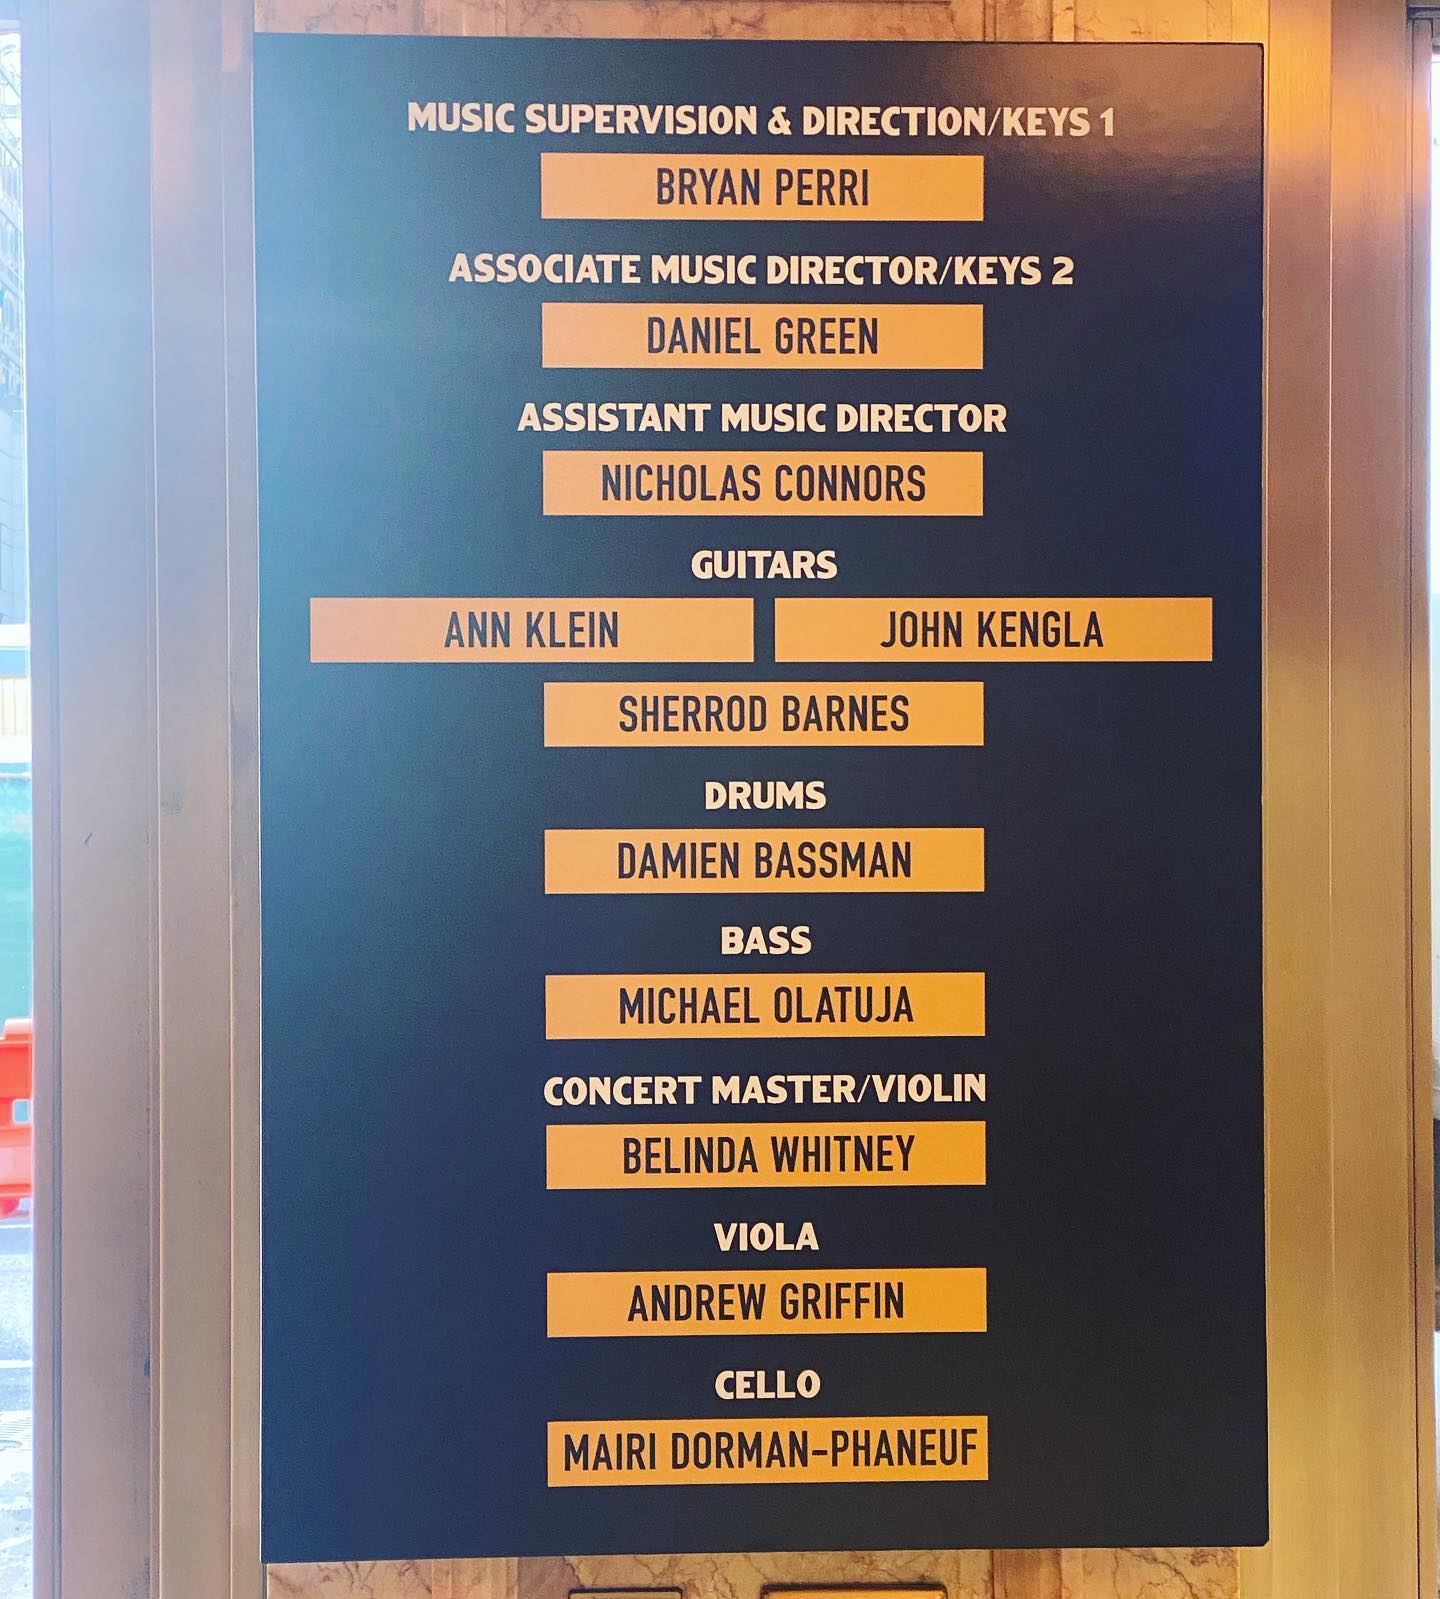 MUSIC SUPERVISION & DIRECTION/KEYS 1
BRYAN PERRI
ASSOCIATE MUSIC DIRECTOR/KEYS 2
DANIEL GREEN
ASSISTANT MUSIC DIRECTOR
NICHOLAS CONNORS
GUITARS
ANN KLEIN JOHN KENGLA
SHERROD BARNES
DRUMS
DAMIEN BASSMAN
BASS
MICHAEL OLATUJA
CONCERT MASTER/VIOLIN
BELINDA WHITNEY
VIOLA
ANDREW GRIFFIN
CELLO
MAIRI DORMAN-PHANEUF